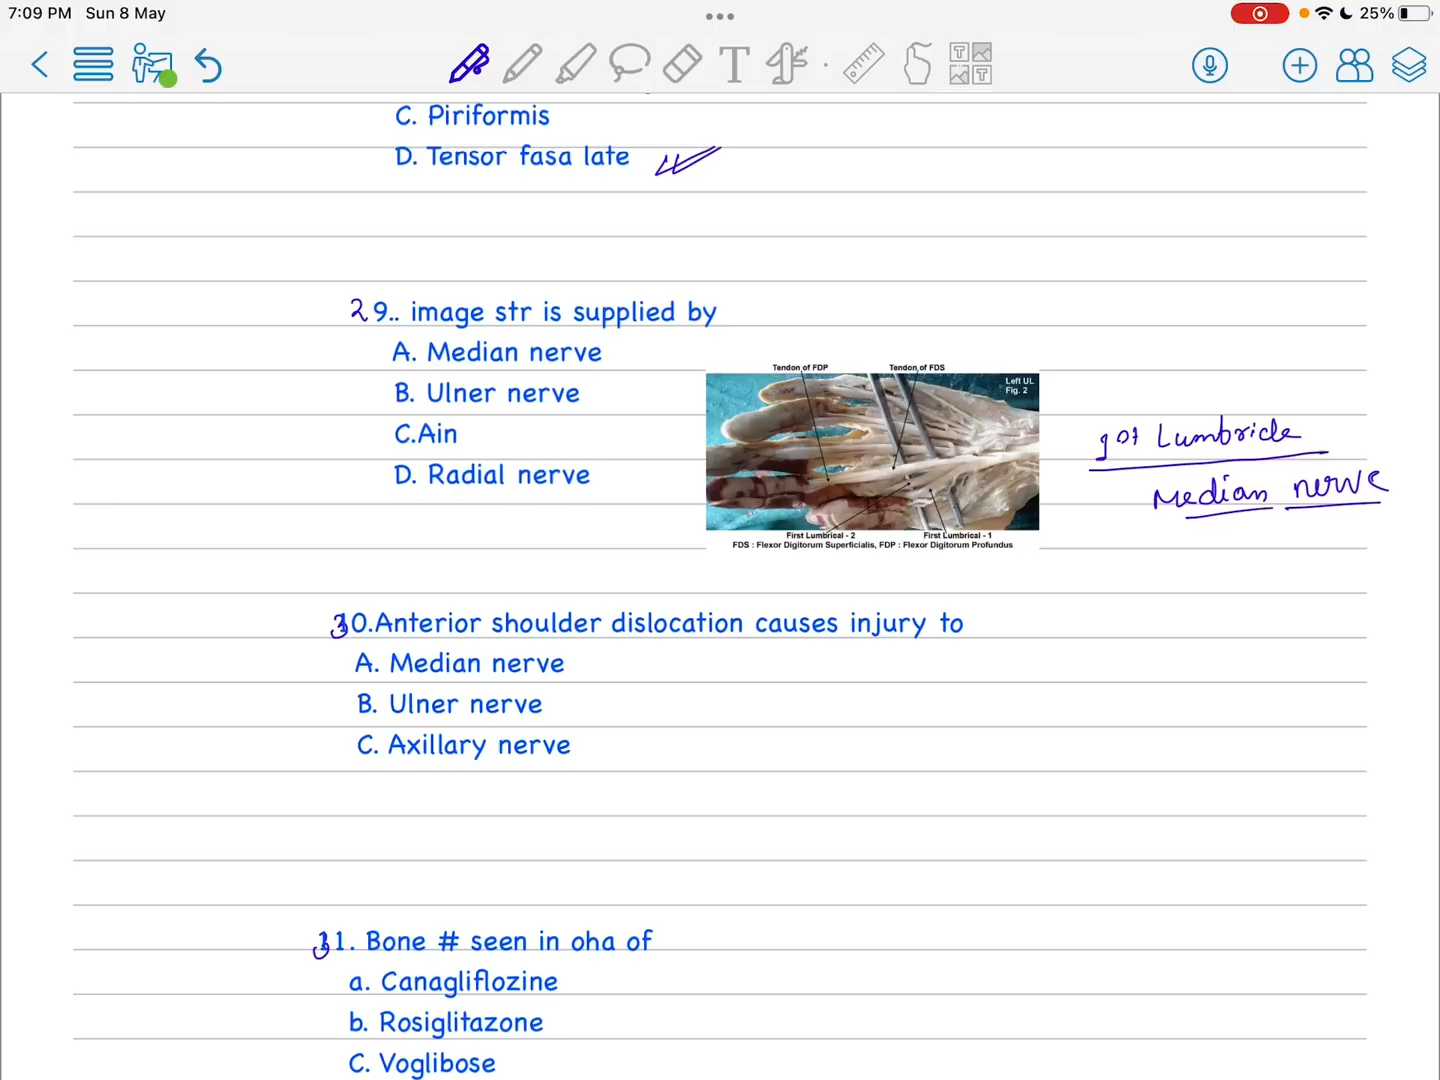 7:09 PM Sun 8 May
25%
C. Piriformis
D. Tensor fasa late
29.. image str is supplied by
A. Median nerve
B. Ulner nerve
C.Ain
D. Radial nerve
Tendon of FDP Tendon of FDS
Left UL
Fig. 2
First Lumbrical - 2 First Lumbrical - 1
FDS : Flexor Digitorum Superficialis, FDP : Flexor Digitorum Profundus
1st Lumbricle
Median nerve
30.Anterior shoulder dislocation causes injury to
A. Median nerve
B. Ulner nerve
C. Axillary nerve
31. Bone # seen in oha of
a. Canagliflozine
b. Rosiglitazone
C. Voglibose